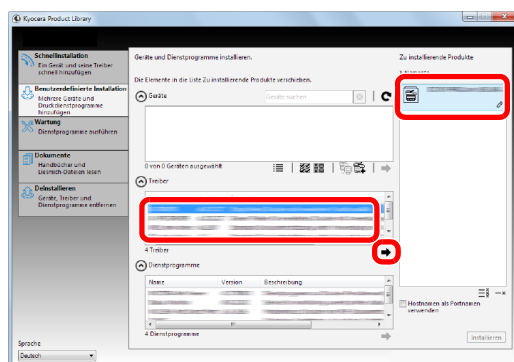 Kyocera Product Library
Schnellinstallation
Ein Gerät und seine Treiber
schnell hinzufügen
Benutzerdefinierte Installation
Mehrere Geräte und
Druckdienstprogramme
hinzufügen
Wartung
Dienstprogramme ausführen
Dokumente
Handbücher und
Liesmich-Dateien lesen
Deinstallieren
Geräte, Treiber und
Dienstprogramme entfernen
Sprache
Deutsch
Geräte und Dienstprogramme installieren.
Die Elemente in die Liste Zu installierende Produkte verschieben.
Geräte
Geräte suchen
0 von 0 Geräten ausgewählt
Treiber
4 Treiber
Dienstprogramme
Name Version Beschreibung
4 Dienstprogramme
Zu installierende Produkte
Hostnamen als Portnamen
verwenden
Installieren